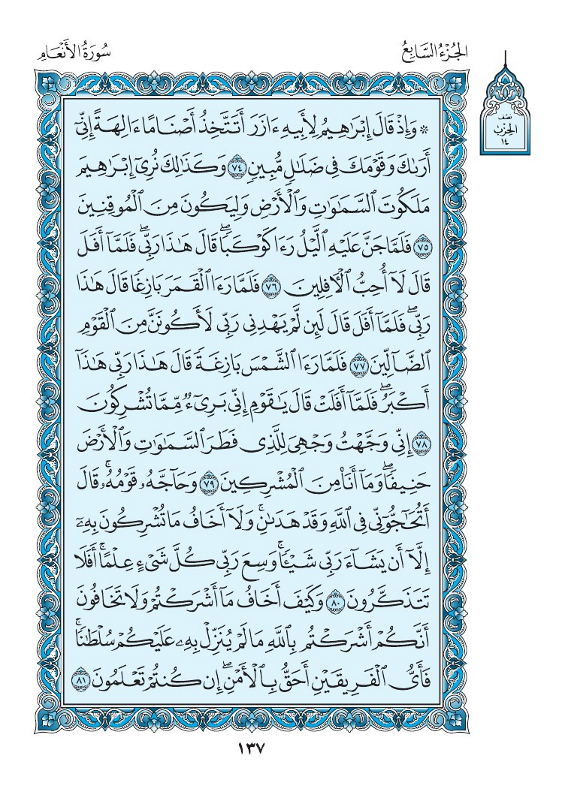 الجُزْءُ السَّابِعُ
سُورَةُ الأَنْعَامِ
نصف
الحزب
١٤
۞ وَإِذْ قَالَ إِبْرَٰهِيمُ لِأَبِيهِ ءَازَرَ أَتَتَّخِذُ أَصْنَامًا ءَالِهَةً إِنِّىٓ
أَرَىٰكَ وَقَوْمَكَ فِى ضَلَٰلٍ مُّبِينٍ ٧٤ وَكَذَٰلِكَ نُرِىٓ إِبْرَٰهِيمَ
مَلَكُوتَ ٱلسَّمَٰوَٰتِ وَٱلْأَرْضِ وَلِيَكُونَ مِنَ ٱلْمُوقِنِينَ
٧٥ فَلَمَّا جَنَّ عَلَيْهِ ٱلَّيْلُ رَءَا كَوْكَبًا ۖ قَالَ هَٰذَا رَبِّى ۖ فَلَمَّآ أَفَلَ
قَالَ لَآ أُحِبُّ ٱلْءَافِلِينَ ٧٦ فَلَمَّا رَءَا ٱلْقَمَرَ بَازِغًا قَالَ هَٰذَا
رَبِّى ۖ فَلَمَّآ أَفَلَ قَالَ لَئِن لَّمْ يَهْدِنِى رَبِّى لَأَكُونَنَّ مِنَ ٱلْقَوْمِ
ٱلضَّآلِّينَ ٧٧ فَلَمَّا رَءَا ٱلشَّمْسَ بَازِغَةً قَالَ هَٰذَا رَبِّى هَٰذَآ
أَكْبَرُ ۖ فَلَمَّآ أَفَلَتْ قَالَ يَٰقَوْمِ إِنِّى بَرِىٓءٌ مِّمَّا تُشْرِكُونَ
٧٨ إِنِّى وَجَّهْتُ وَجْهِىَ لِلَّذِى فَطَرَ ٱلسَّمَٰوَٰتِ وَٱلْأَرْضَ
حَنِيفًا ۖ وَمَآ أَنَا۠ مِنَ ٱلْمُشْرِكِينَ ٧٩ وَحَآجَّهُۥ قَوْمُهُۥ ۚ قَالَ
أَتُحَٰٓجُّوٓنِّى فِى ٱللَّهِ وَقَدْ هَدَىٰنِ ۚ وَلَآ أَخَافُ مَا تُشْرِكُونَ بِهِۦٓ
إِلَّآ أَن يَشَآءَ رَبِّى شَيْـًٔا ۗ وَسِعَ رَبِّى كُلَّ شَىْءٍ عِلْمًا ۗ أَفَلَا
تَتَذَكَّرُونَ ٨٠ وَكَيْفَ أَخَافُ مَآ أَشْرَكْتُمْ وَلَا تَخَافُونَ
أَنَّكُمْ أَشْرَكْتُم بِٱللَّهِ مَا لَمْ يُنَزِّلْ بِهِۦ عَلَيْكُمْ سُلْطَٰنًا ۚ
فَأَىُّ ٱلْفَرِيقَيْنِ أَحَقُّ بِٱلْأَمْنِ ۖ إِن كُنتُمْ تَعْلَمُونَ ٨١
١٣٧